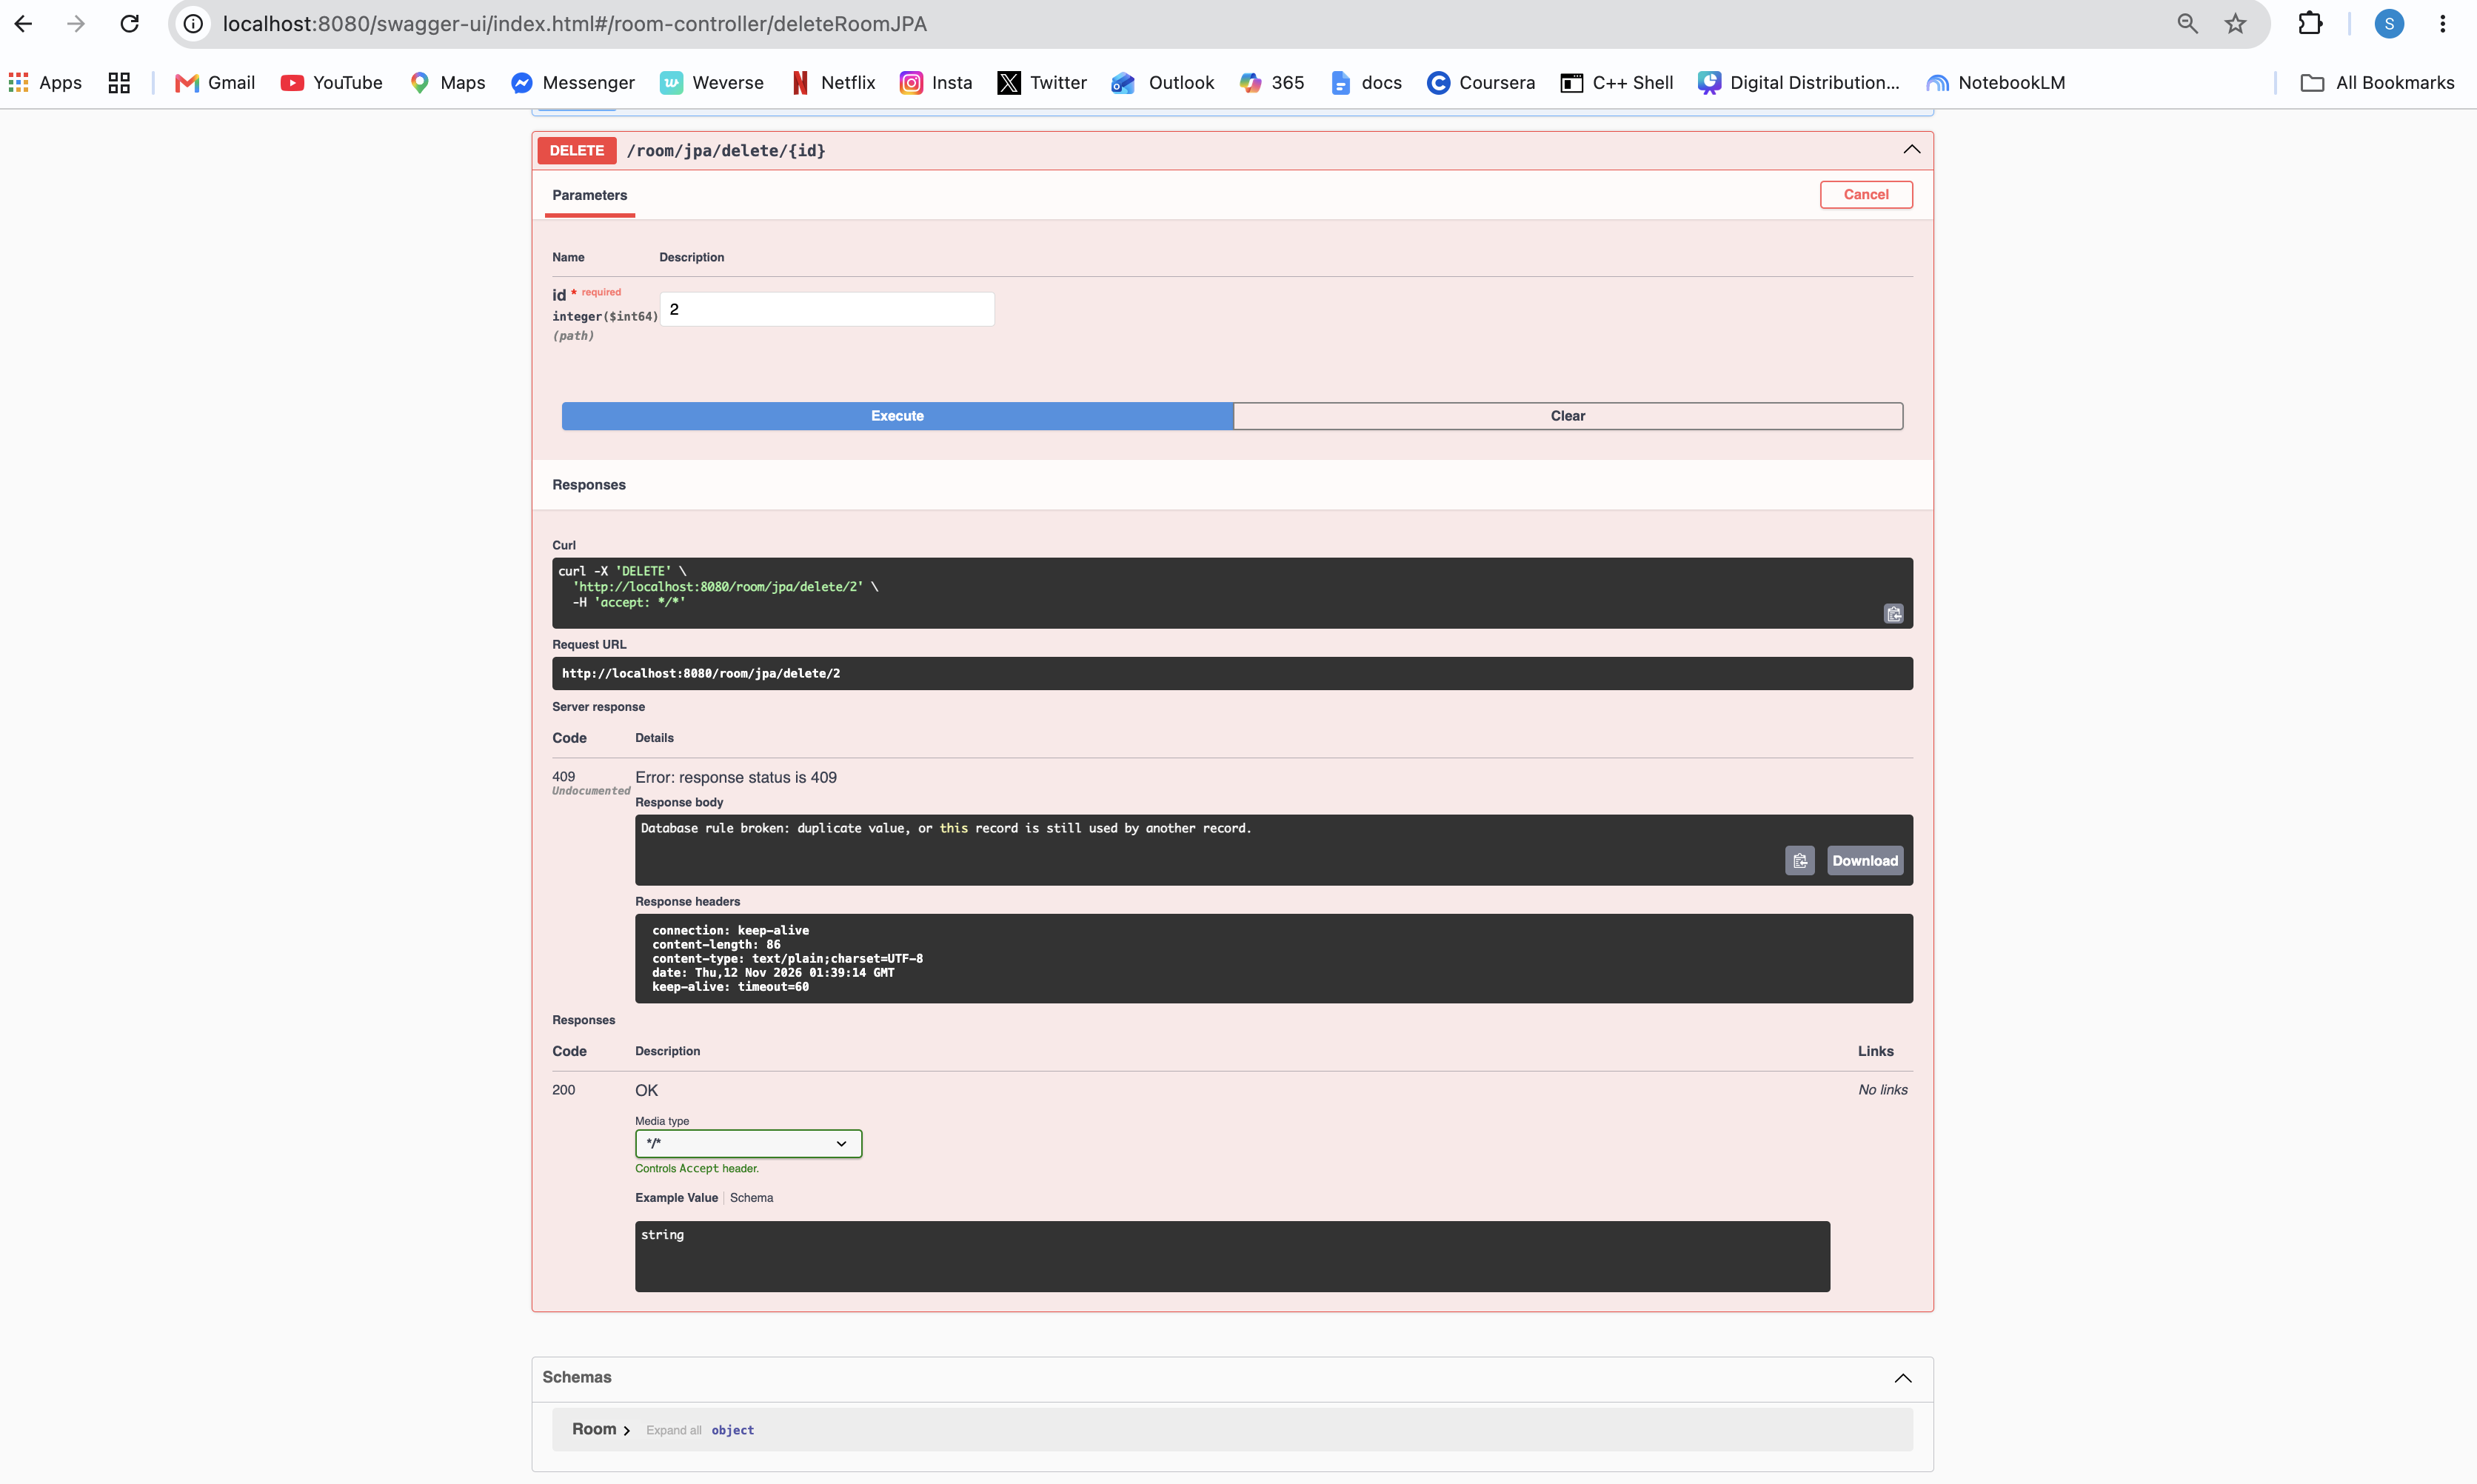 localhost:8080/swagger-ui/index.html#/room-controller/deleteRoomJPA
S
Apps Gmail YouTube Maps Messenger Weverse Netflix Insta Twitter Outlook 365 docs Coursera C++ Shell Digital Distribution... NotebookLM All Bookmarks
DELETE /room/jpa/delete/{id}
Parameters Cancel
Name Description
id * required
integer($int64)
(path)
2
Execute Clear
Responses
Curl
curl -X 'DELETE' \
'http://localhost:8080/room/jpa/delete/2' \
-H 'accept: */*'
Request URL
http://localhost:8080/room/jpa/delete/2
Server response
Code Details
409 Error: response status is 409
Undocumented
Response body
Database rule broken: duplicate value, or this record is still used by another record.
Download
Response headers
connection: keep-alive
content-length: 86
content-type: text/plain;charset=UTF-8
date: Thu,12 Nov 2026 01:39:14 GMT
keep-alive: timeout=60
Responses
Code Description Links
200 OK No links
Media type
*/*
Controls Accept header.
Example Value Schema
string
Schemas
Room Expand all object